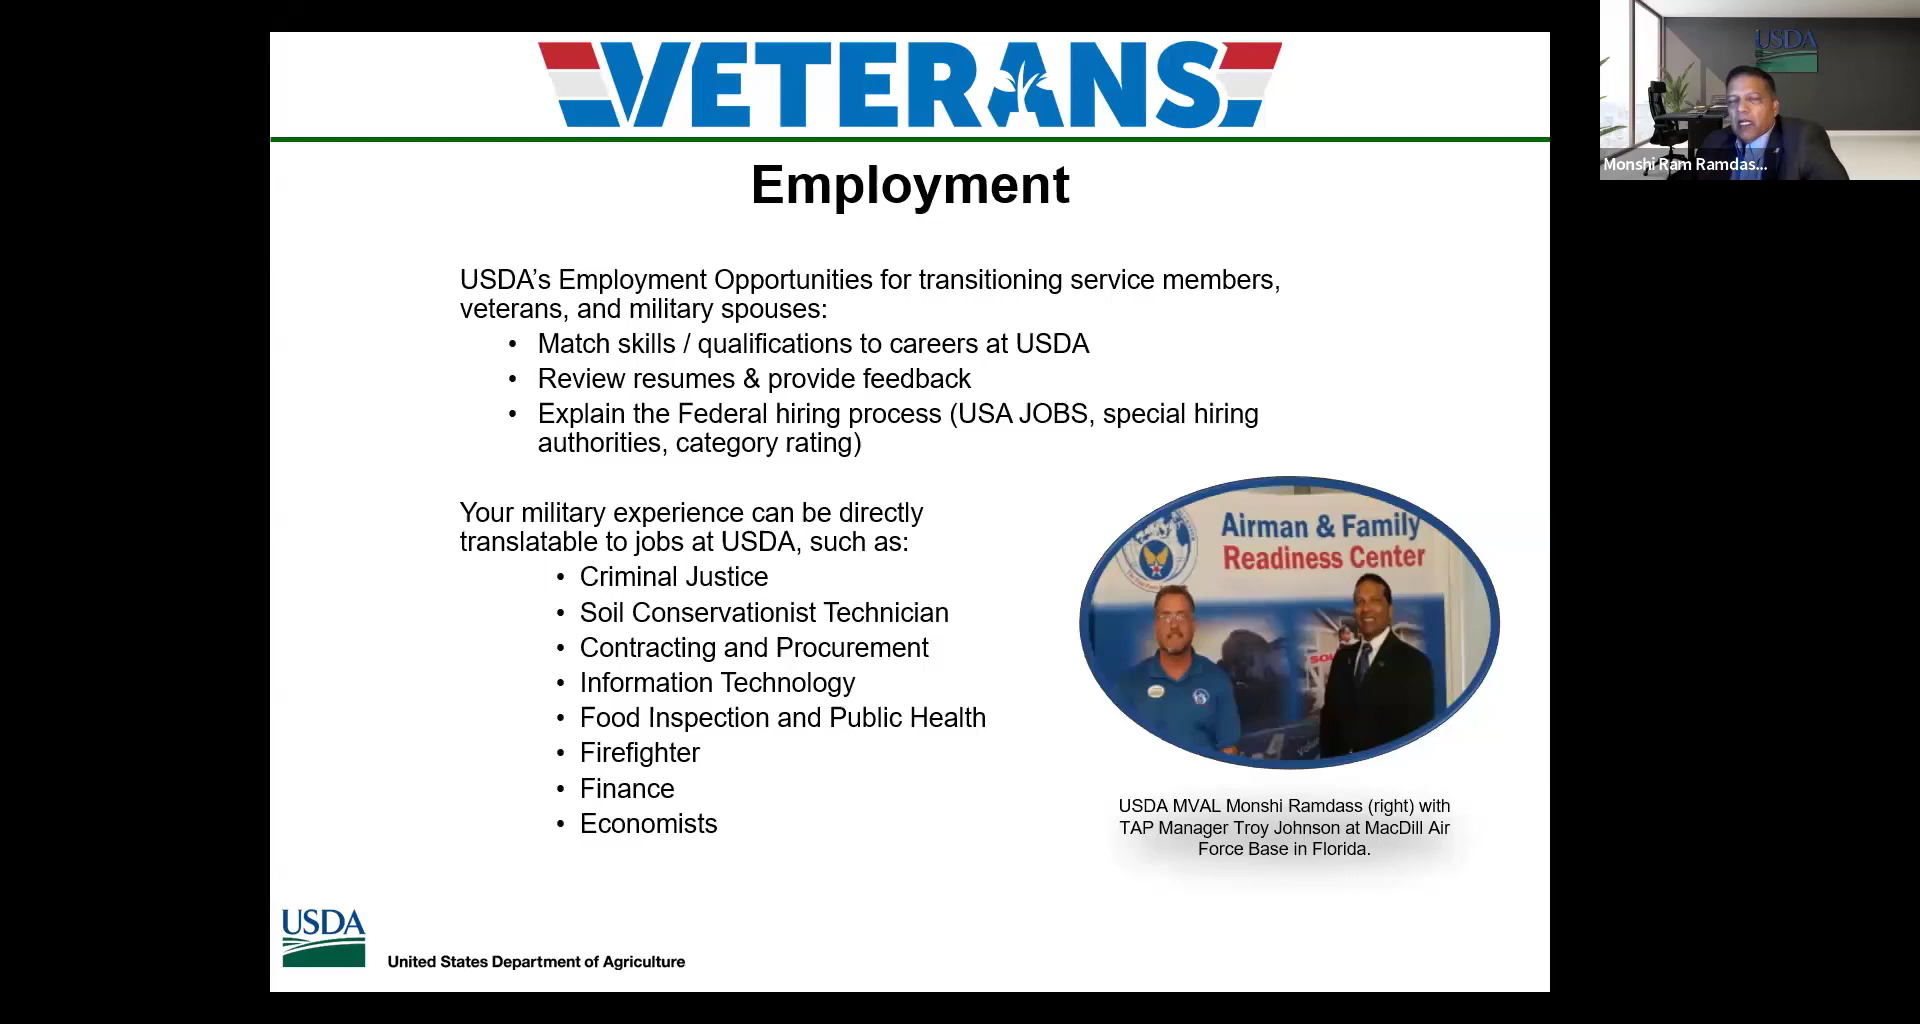 VETERANS
USDA
Monshi Ram Ramdas...
Employment
USDA’s Employment Opportunities for transitioning service members,
veterans, and military spouses:
• Match skills / qualifications to careers at USDA
• Review resumes & provide feedback
• Explain the Federal hiring process (USA JOBS, special hiring
authorities, category rating)
Your military experience can be directly
translatable to jobs at USDA, such as:
• Criminal Justice
• Soil Conservationist Technician
• Contracting and Procurement
• Information Technology
• Food Inspection and Public Health
• Firefighter
• Finance
• Economists
Airman & Family
Readiness Center
USDA MVAL Monshi Ramdass (right) with
TAP Manager Troy Johnson at MacDill Air
Force Base in Florida.
USDA
United States Department of Agriculture